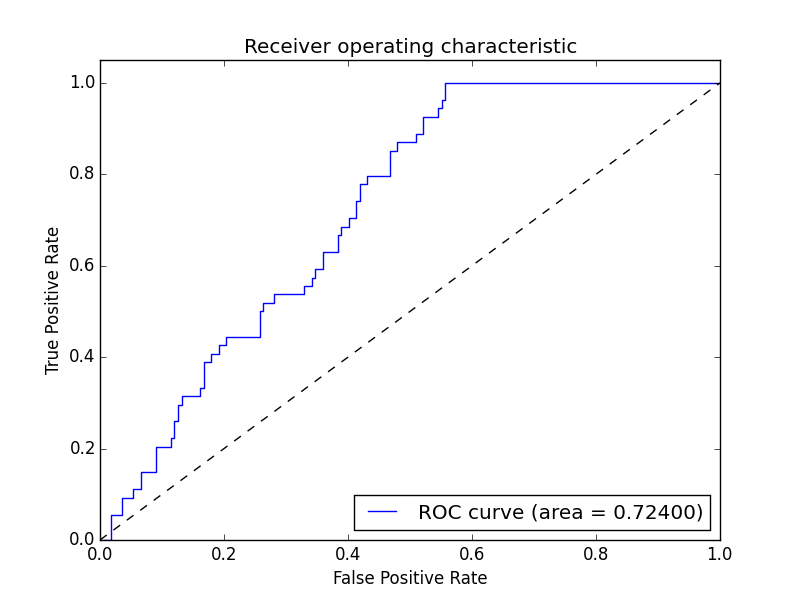 Receiver operating characteristic
1.0
0.8
0.6
0.4
0.2
0.0
True Positive Rate
ROC curve (area = 0.72400)
0.0 0.2 0.4 0.6 0.8 1.0
False Positive Rate